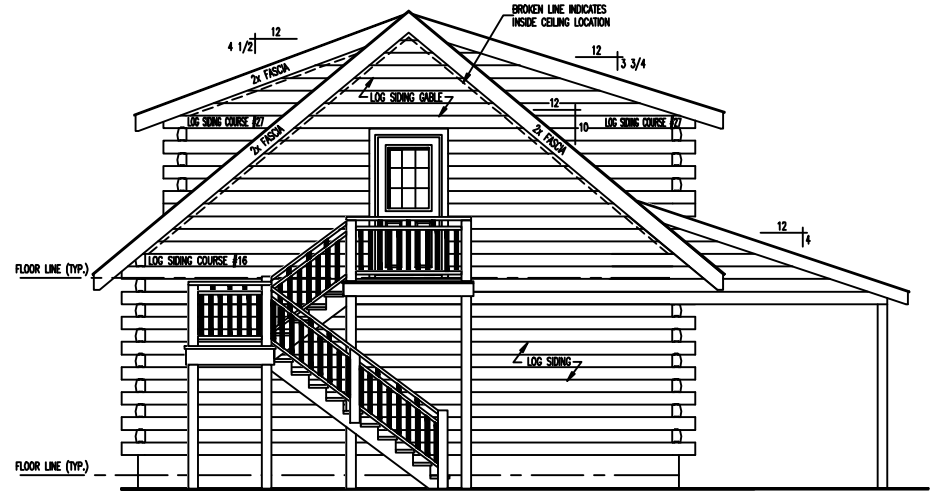 BROKEN LINE INDICATES
INSIDE CEILING LOCATION
12
4 1/2
12
3 3/4
2x FASCIA
LOG SIDING GABLE
12
10
LOG SIDING COURSE #27
LOG SIDING COURSE #27
2x FASCIA
2x FASCIA
12
4
LOG SIDING COURSE #16
FLOOR LINE (TYP.)
LOG SIDING
FLOOR LINE (TYP.)